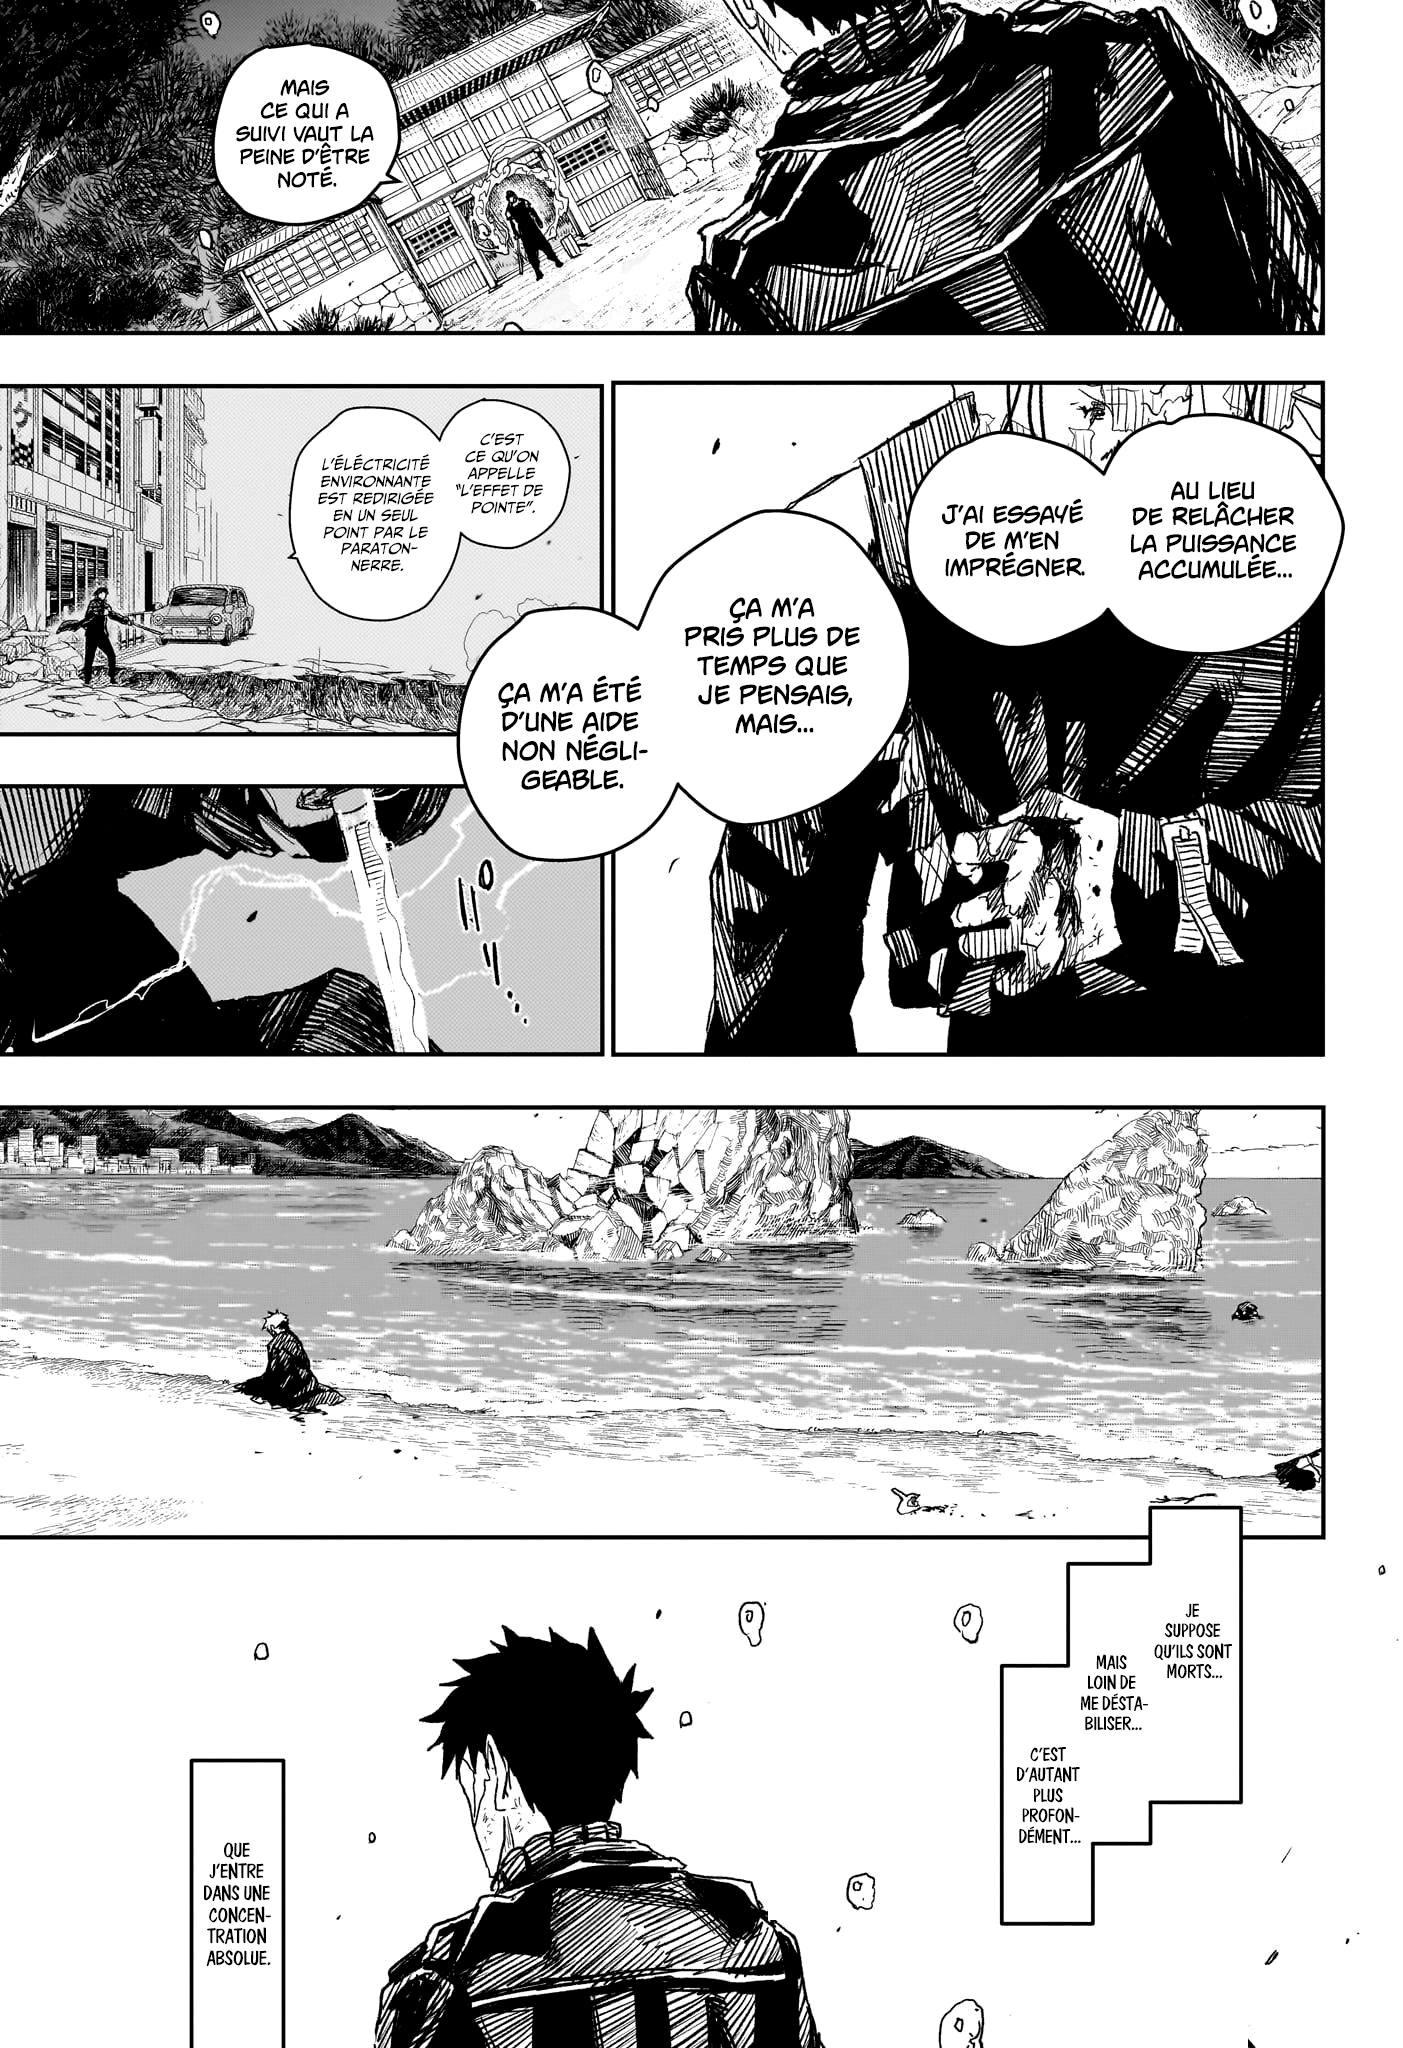 MAIS
CE QUI A
SUIVI VAUT LA
PEINE D'ÊTRE
NOTÉ.
AU LIEU
DE RELÂCHER
LA PUISSANCE
ACCUMULÉE...
J'AI ESSAYÉ
DE M'EN
IMPRÉGNER.
ÇA M'A
PRIS PLUS DE
TEMPS QUE
JE PENSAIS,
MAIS...
ÇA M'A ÉTÉ
D'UNE AIDE
NON NÉGLI-
GEABLE.
C'EST
CE QU'ON
APPELLE
"L'EFFET DE
POINTE".
L'ÉLÉCTRICITÉ
ENVIRONNANTE
EST REDIRIGÉE
EN UN SEUL
POINT PAR LE
PARATON-
NERRE.
JE
SUPPOSE
QU'ILS SONT
MORTS...
MAIS
LOIN DE
ME DÉSTA-
BILISER...
C'EST
D'AUTANT
PLUS
PROFON-
DÉMENT...
QUE
J'ENTRE
DANS UNE
CONCEN-
TRATION
ABSOLUE.